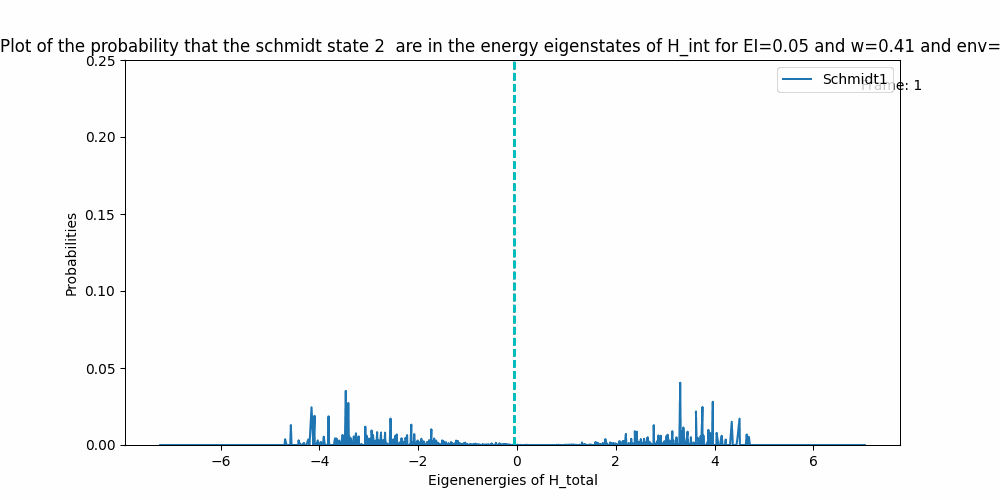 Plot of the probability that the schmidt state 2  are in the energy eigenstates of H_int for EI=0.05 and w=0.41 and env=
0.25
Schmidt1
Frame: 1
0.20
0.15
Probabilities
0.10
0.05
0.00
−6 −4 −2 0 2 4 6
Eigenenergies of H_total